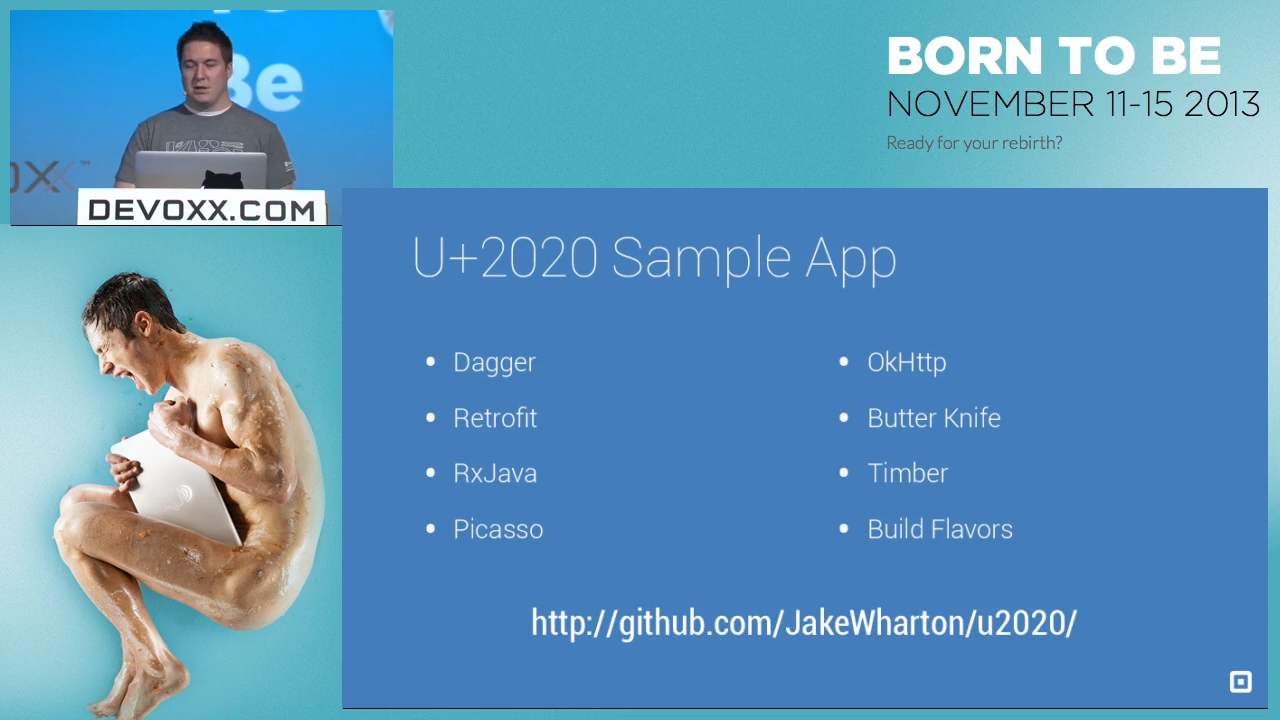 Be
DEVOXX.COM
BORN TO BE
NOVEMBER 11-15 2013
Ready for your rebirth?
U+2020 Sample App
• Dagger
• Retrofit
• RxJava
• Picasso
• OkHttp
• Butter Knife
• Timber
• Build Flavors
http://github.com/JakeWharton/u2020/